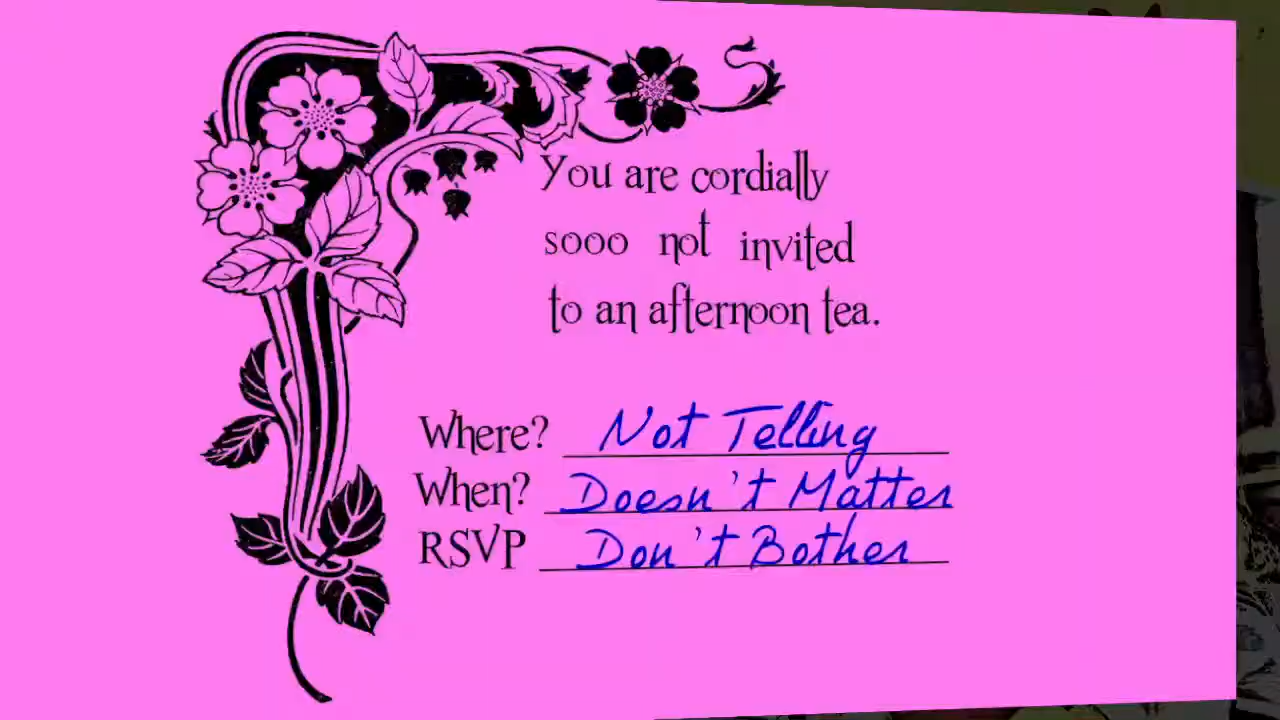 You are cordially
sooo not invited
to an afternoon tea.
Where? Not Telling
When? Doesn't Matter
RSVP Don't Bother